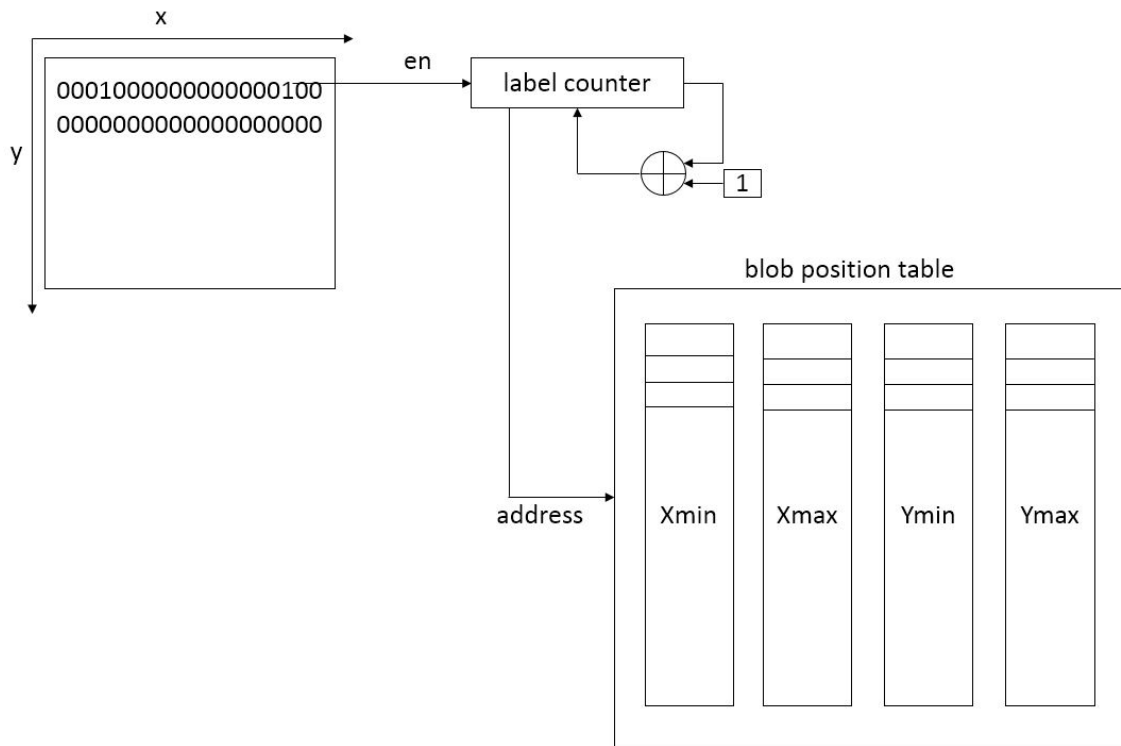 x
en
label counter
0001000000000000100
0000000000000000000
y
1
blob position table
address
Xmin
Xmax
Ymin
Ymax